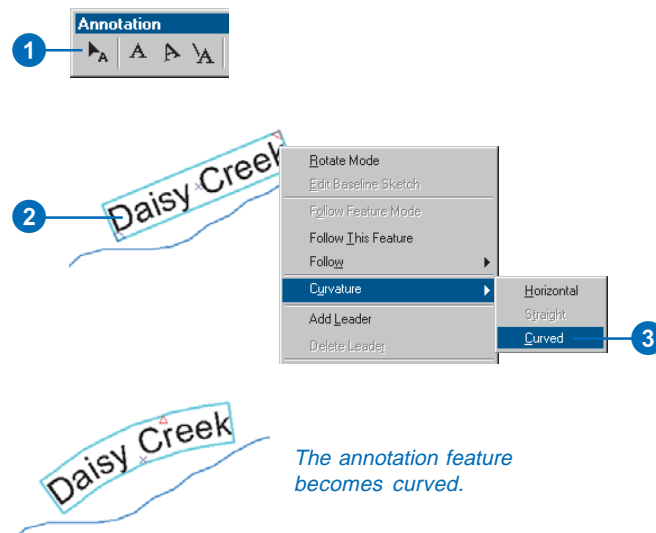 Annotation
1
A A A A
Daisy Creek
2
Rotate Mode
Edit Baseline Sketch
Follow Feature Mode
Follow This Feature
Follow
Curvature
Add Leader
Delete Leader
Horizontal
Straight
Curved
3
Daisy Creek
The annotation feature
becomes curved.